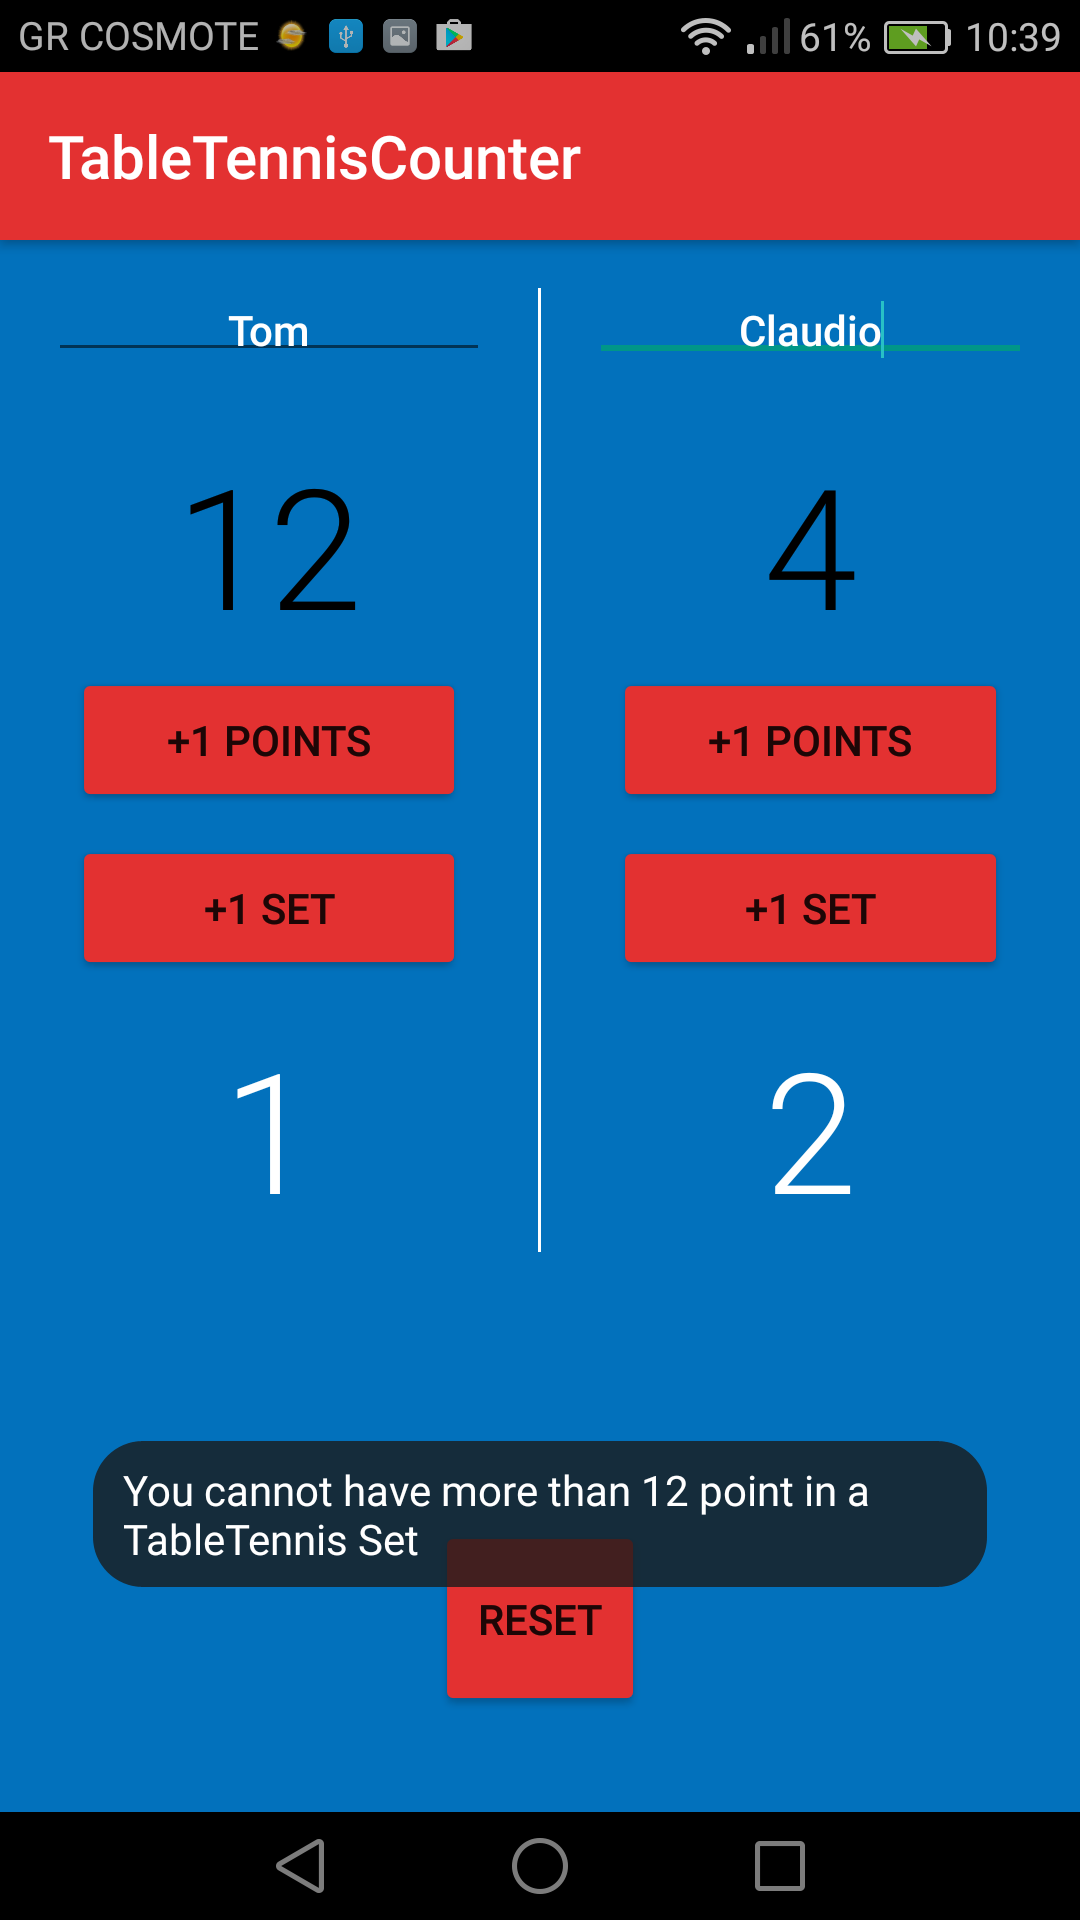 GR COSMOTE 61% 10:39
TableTennisCounter
Tom Claudio
12 4
+1 POINTS +1 POINTS
+1 SET +1 SET
1 2
You cannot have more than 12 point in a
TableTennis Set
RESET